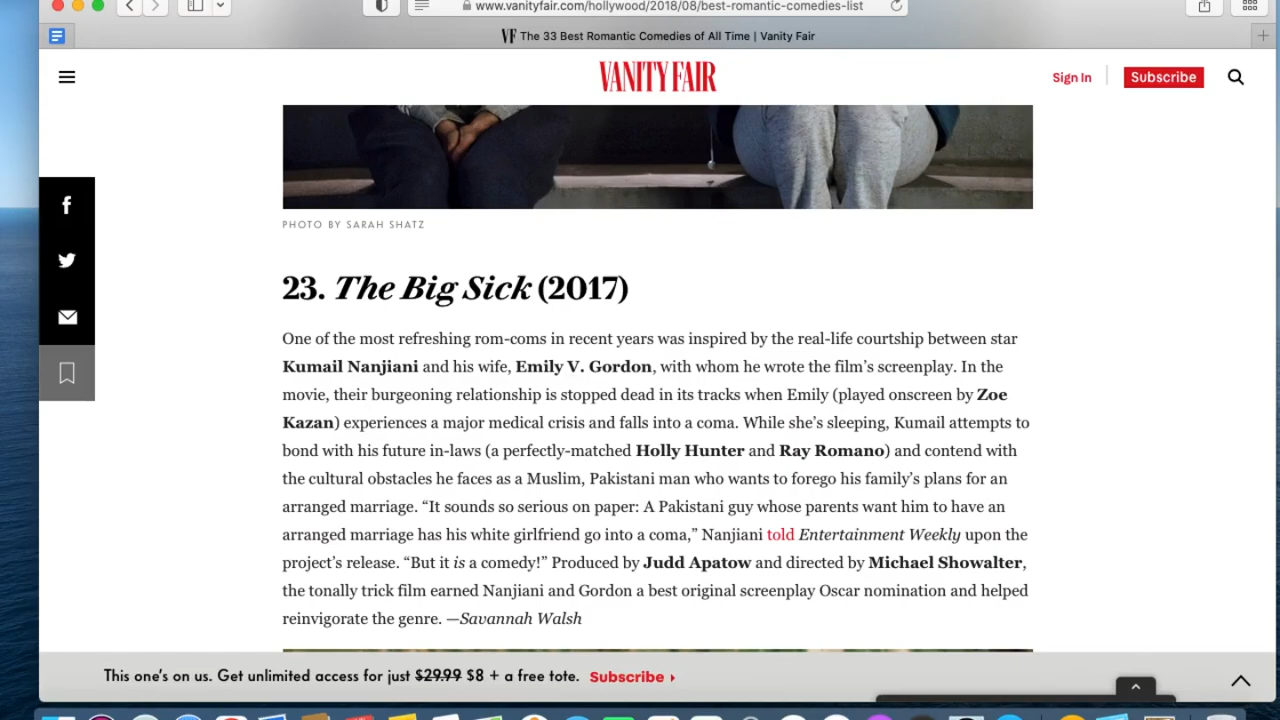 www.vanityfair.com/hollywood/2018/08/best-romantic-comedies-list
VF The 33 Best Romantic Comedies of All Time | Vanity Fair
VANITY FAIR
Sign In
Subscribe
PHOTO BY SARAH SHATZ
23. The Big Sick (2017)
One of the most refreshing rom-coms in recent years was inspired by the real-life courtship between star
Kumail Nanjiani and his wife, Emily V. Gordon, with whom he wrote the film’s screenplay. In the
movie, their burgeoning relationship is stopped dead in its tracks when Emily (played onscreen by Zoe
Kazan) experiences a major medical crisis and falls into a coma. While she’s sleeping, Kumail attempts to
bond with his future in-laws (a perfectly-matched Holly Hunter and Ray Romano) and contend with
the cultural obstacles he faces as a Muslim, Pakistani man who wants to forego his family’s plans for an
arranged marriage. “It sounds so serious on paper: A Pakistani guy whose parents want him to have an
arranged marriage has his white girlfriend go into a coma,” Nanjiani told Entertainment Weekly upon the
project’s release. “But it is a comedy!” Produced by Judd Apatow and directed by Michael Showalter,
the tonally trick film earned Nanjiani and Gordon a best original screenplay Oscar nomination and helped
reinvigorate the genre. —Savannah Walsh
This one’s on us. Get unlimited access for just $29.99 $8 + a free tote. Subscribe